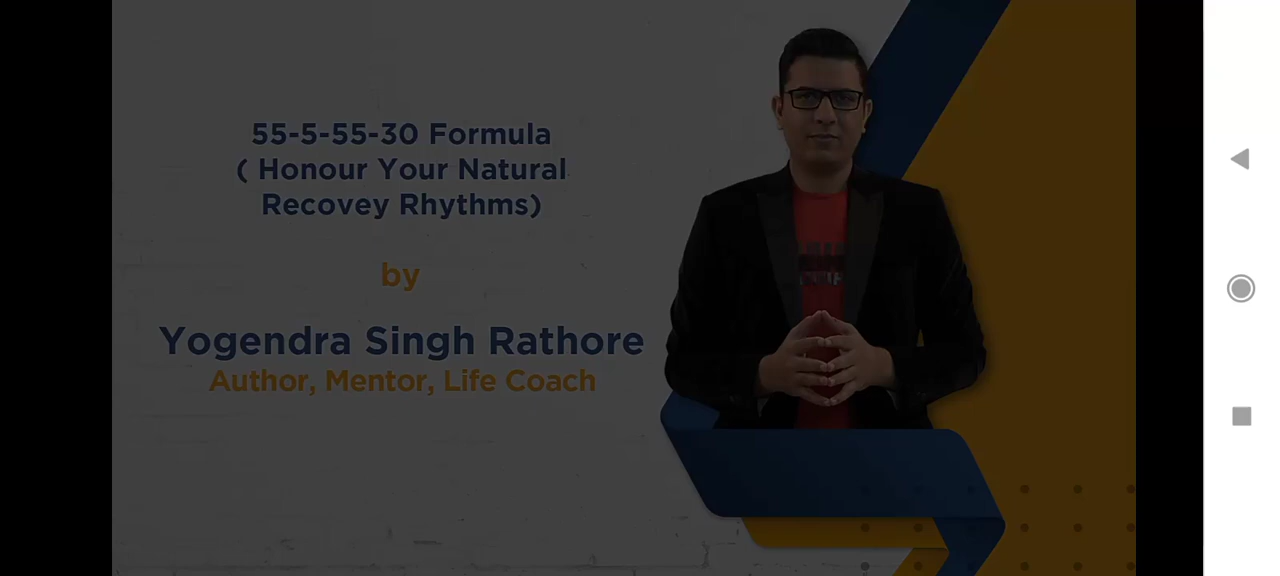 55-5-55-30 Formula
( Honour Your Natural
Recovey Rhythms)
by
Yogendra Singh Rathore
Author, Mentor, Life Coach